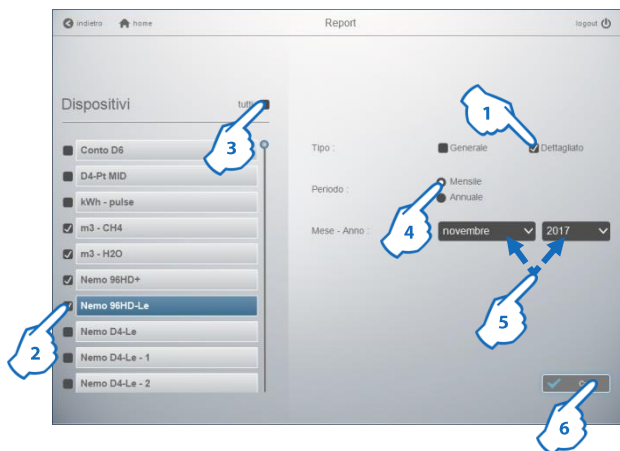 indietro home Report logout
Dispositivi tutti
1
3
Tipo : Generale Dettagliato
Conto D6
D4-Pt MID
Periodo : Mensile
Annuale
kWh - pulse
4
m3 - CH4
Mese - Anno : novembre 2017
m3 - H2O
Nemo 96HD+
Nemo 96HD-Le
5
Nemo D4-Le
2
Nemo D4-Le - 1
Nemo D4-Le - 2
6